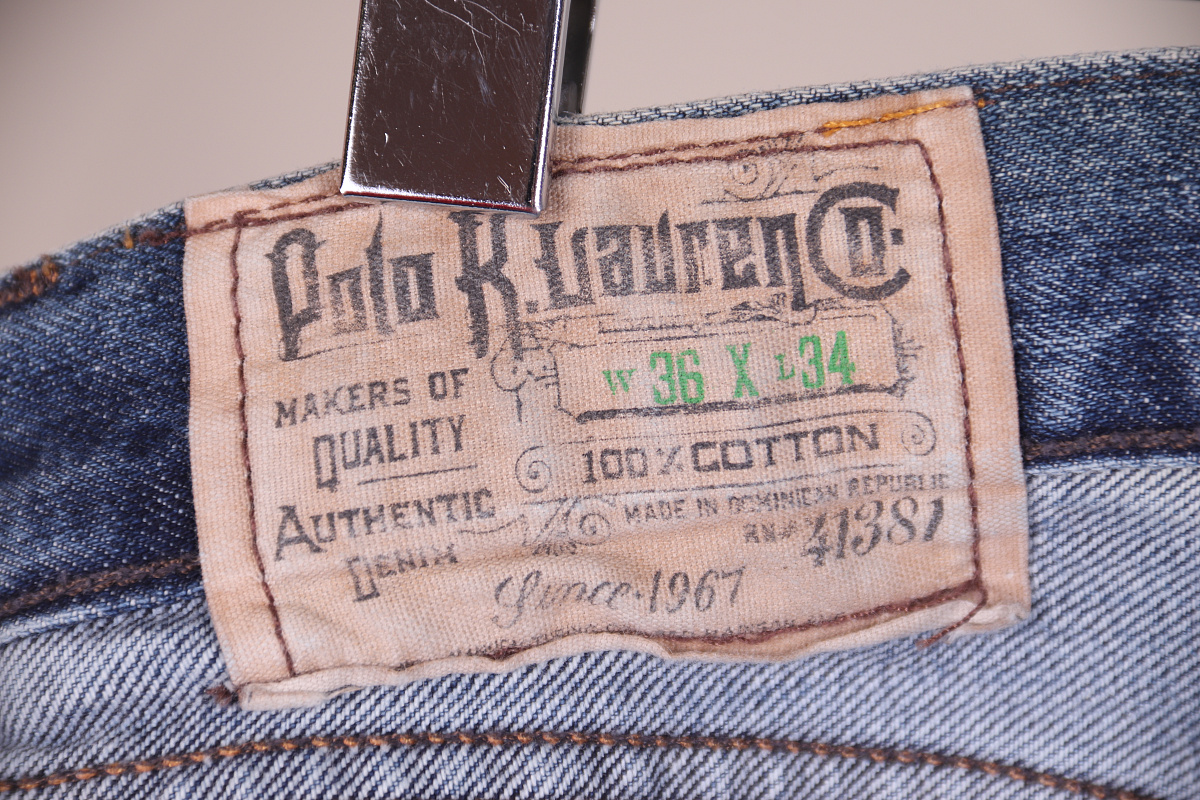 Polo R. Lauren Co.
W 36 X L 34
MAKERS OF
QUALITY
100% COTTON
AUTHENTIC
DENIM
MADE IN DOMINICAN REPUBLIC
RN# 41381
Since 1967